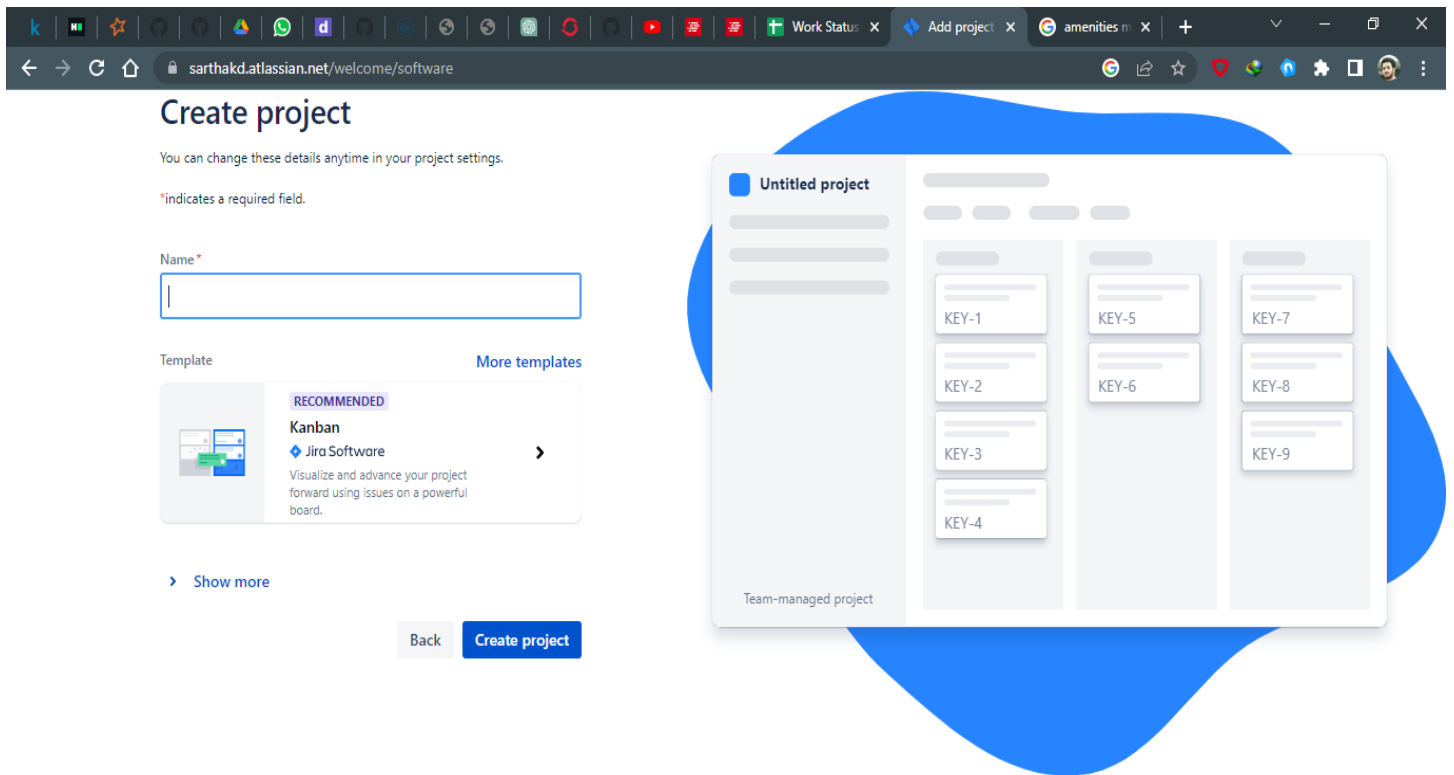 Work Status
Add project
amenities m
sarthakd.atlassian.net/welcome/software
Create project
You can change these details anytime in your project settings.
*indicates a required field.
Name*
Template
More templates
RECOMMENDED
Kanban
Jira Software
Visualize and advance your project
forward using issues on a powerful
board.
Show more
Back
Create project
Untitled project
KEY-1
KEY-2
KEY-3
KEY-4
KEY-5
KEY-6
KEY-7
KEY-8
KEY-9
Team-managed project